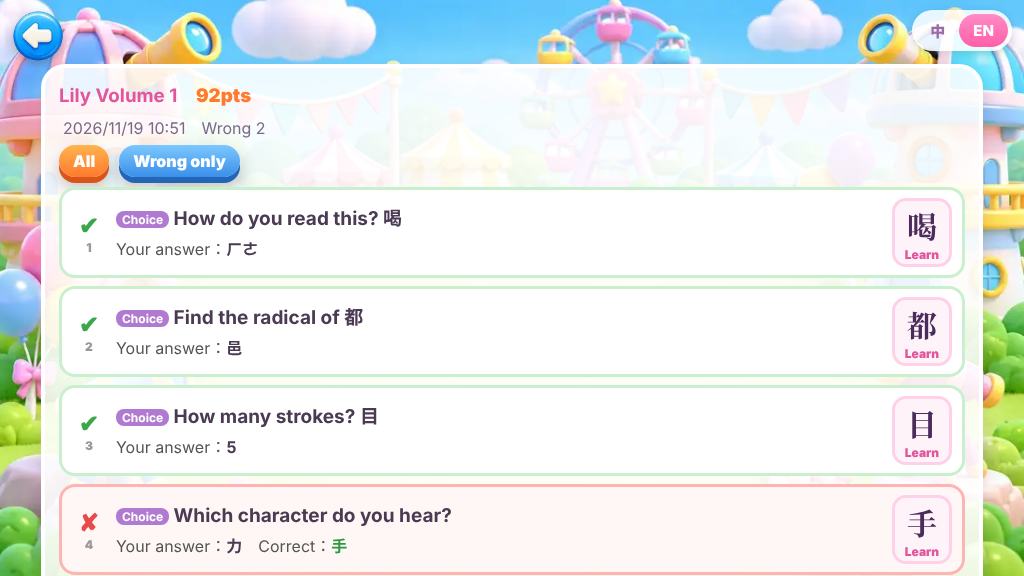 中 EN
Lily Volume 1 92pts
2026/11/19 10:51 Wrong 2
All Wrong only
✔ Choice How do you read this? 喝
1 Your answer：ㄏㄜ
喝
Learn
✔ Choice Find the radical of 都
2 Your answer：邑
都
Learn
✔ Choice How many strokes? 目
3 Your answer：5
目
Learn
✘ Choice Which character do you hear?
4 Your answer：力 Correct：手
手
Learn